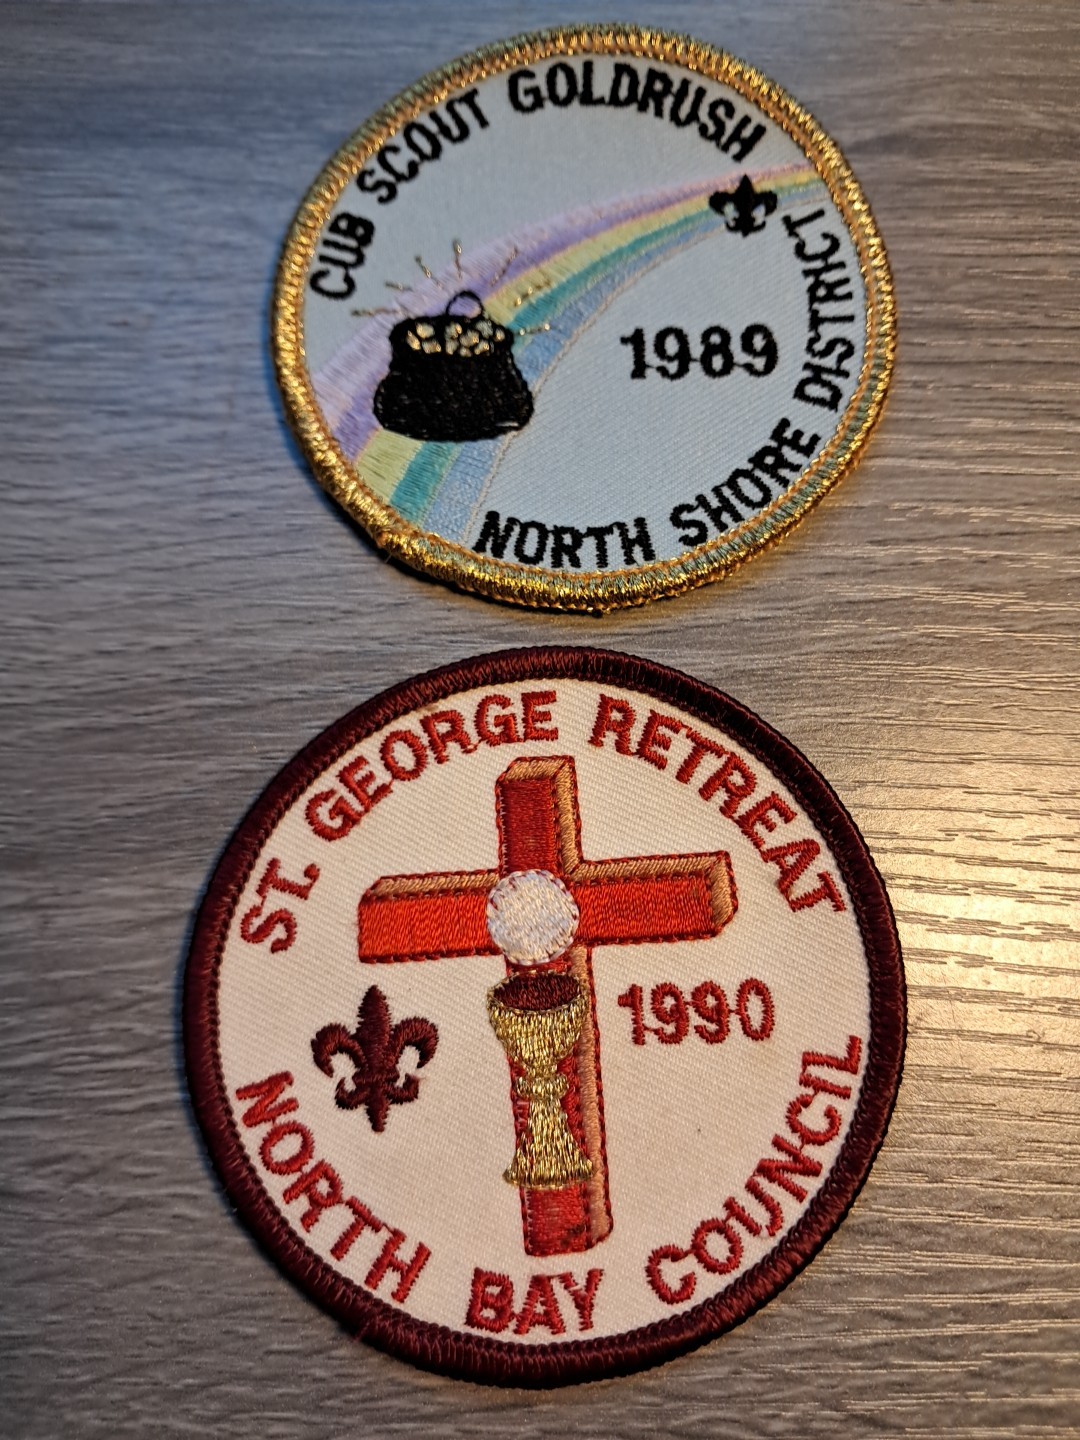 CUB SCOUT GOLDRUSH
1989
NORTH SHORE DISTRICT
ST. GEORGE RETREAT
1990
NORTH BAY COUNCIL